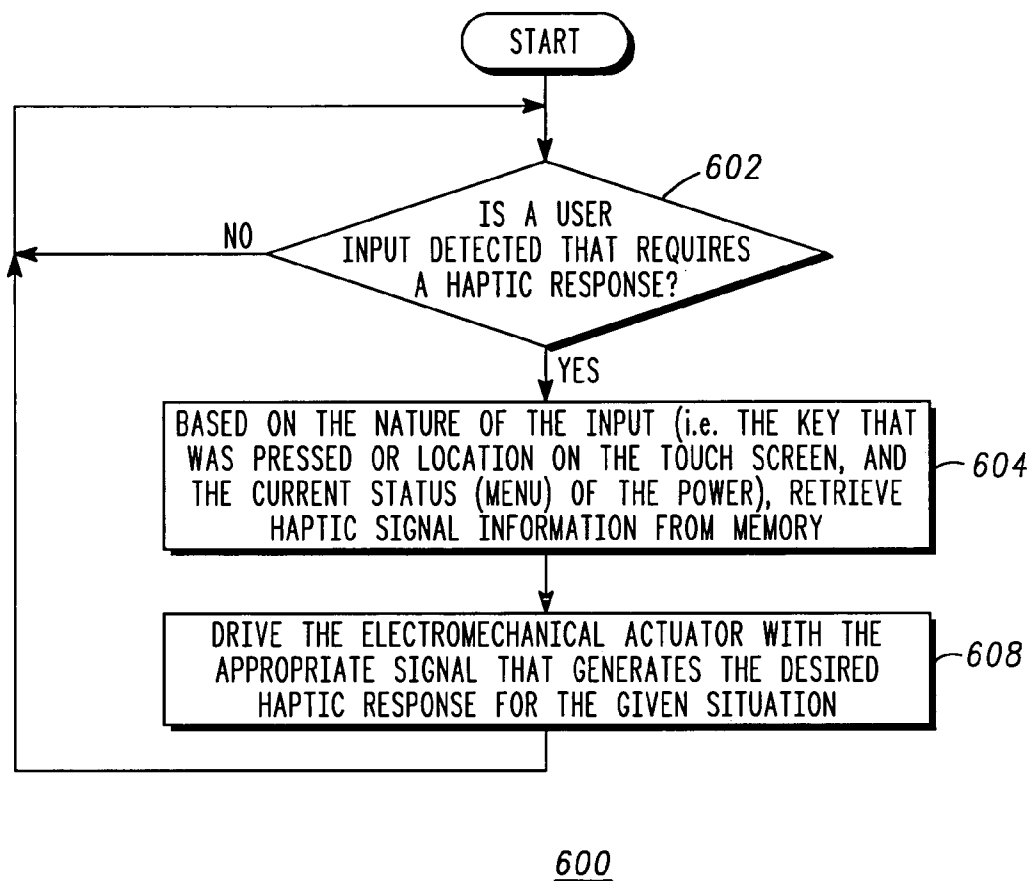 START
602
IS A USER
INPUT DETECTED THAT REQUIRES
A HAPTIC RESPONSE?
NO
YES
BASED ON THE NATURE OF THE INPUT (i.e. THE KEY THAT
WAS PRESSED OR LOCATION ON THE TOUCH SCREEN, AND
THE CURRENT STATUS (MENU) OF THE POWER), RETRIEVE
HAPTIC SIGNAL INFORMATION FROM MEMORY
604
DRIVE THE ELECTROMECHANICAL ACTUATOR WITH THE
APPROPRIATE SIGNAL THAT GENERATES THE DESIRED
HAPTIC RESPONSE FOR THE GIVEN SITUATION
608
600